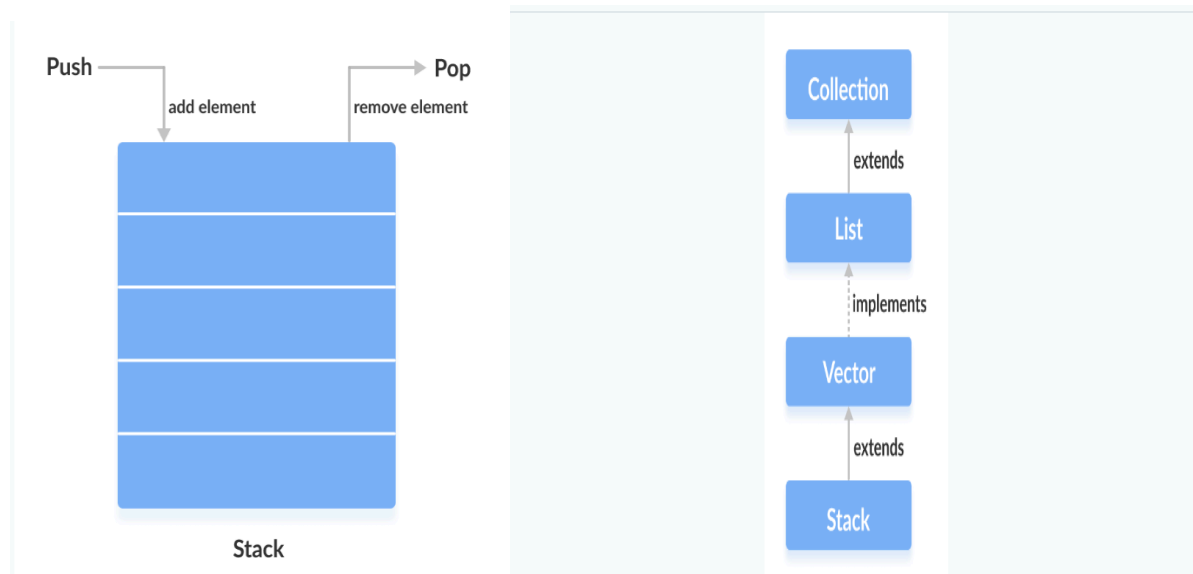 Push
Pop
add element
remove element
Stack
Collection
extends
List
implements
Vector
extends
Stack